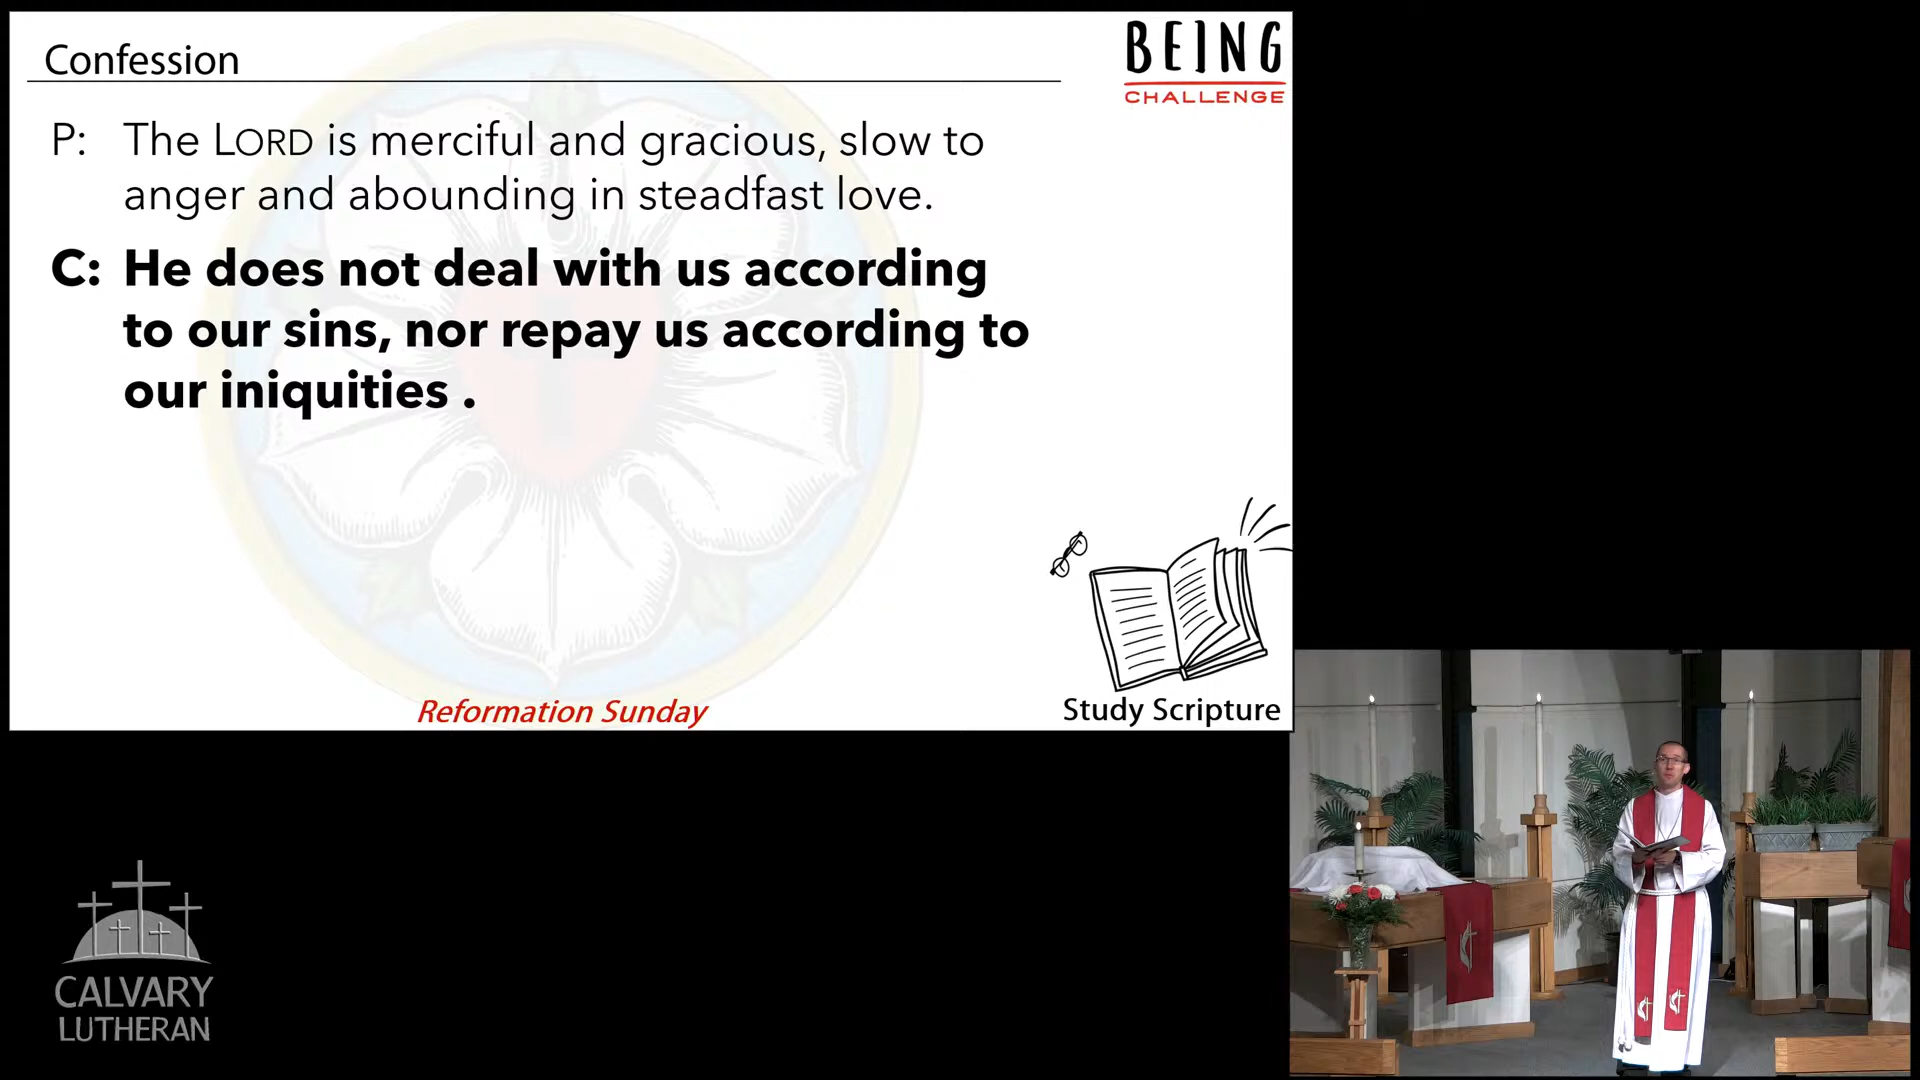 Confession
BEING
CHALLENGE
P: The LORD is merciful and gracious, slow to
anger and abounding in steadfast love.
C: He does not deal with us according
to our sins, nor repay us according to
our iniquities .
Reformation Sunday
Study Scripture
CALVARY
LUTHERAN